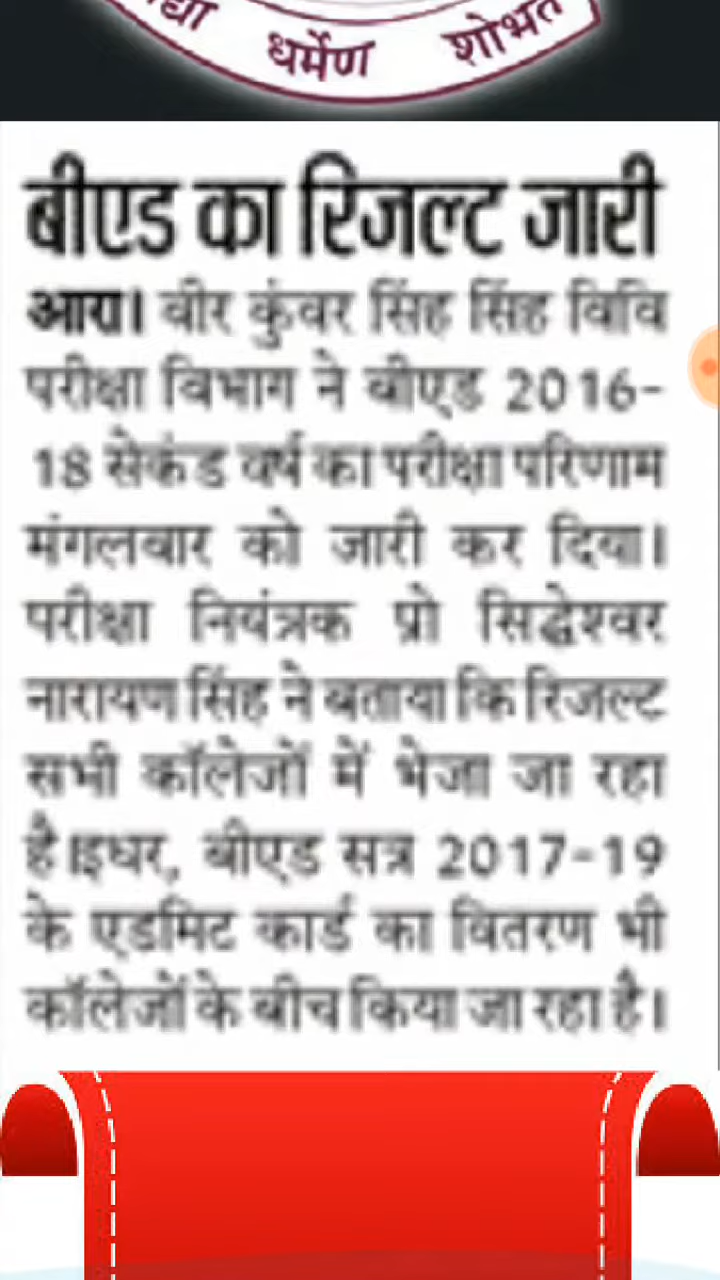 धर्मेण शोभते
बीएड का रिजल्ट जारी
आरा। वीर कुंवर सिंह सिंह विवि
परीक्षा विभाग ने बीएड 2016-
18 सेकंड वर्ष का परीक्षा परिणाम
मंगलवार को जारी कर दिया।
परीक्षा नियंत्रक प्रो सिद्धेश्वर
नारायण सिंह ने बताया कि रिजल्ट
सभी कॉलेजों में भेजा जा रहा
है।इधर, बीएड सत्र 2017-19
के एडमिट कार्ड का वितरण भी
कॉलेजों के बीच किया जा रहा है।